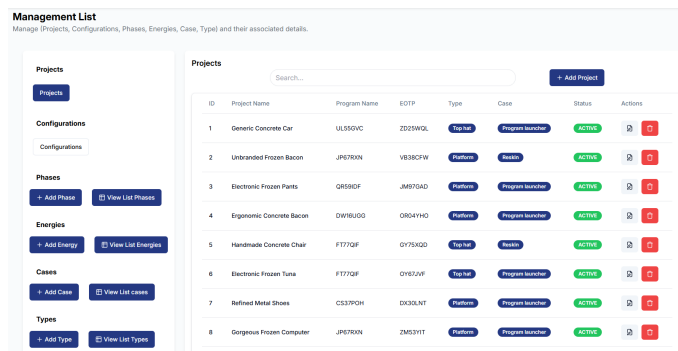 Management List
Manage (Projects, Configurations, Phases, Energies, Case, Type) and their associated details.
Projects
Projects
Configurations
Configurations
Phases
+ Add Phase View List Phases
Energies
+ Add Energy View List Energies
Cases
+ Add Case View List cases
Types
+ Add Type View List Types
Projects
Search...
+ Add Project
ID Project Name Program Name EOTP Type Case Status Actions
1 Generic Concrete Car UL55GVC ZD25WQL Top hat Program launcher ACTIVE
2 Unbranded Frozen Bacon JP67RXN VB38CFW Platform Reskin ACTIVE
3 Electronic Frozen Pants QR59IDF JM97GAD Platform Program launcher ACTIVE
4 Ergonomic Concrete Bacon DW16UGG OR04YHO Platform Program launcher ACTIVE
5 Handmade Concrete Chair FT77QIF GY75XQD Top hat Reskin ACTIVE
6 Electronic Frozen Tuna FT77QIF OY67JVF Top hat Program launcher ACTIVE
7 Refined Metal Shoes CS37POH DX30LNT Platform Program launcher ACTIVE
8 Gorgeous Frozen Computer JP67RXN ZM53YIT Platform Program launcher ACTIVE